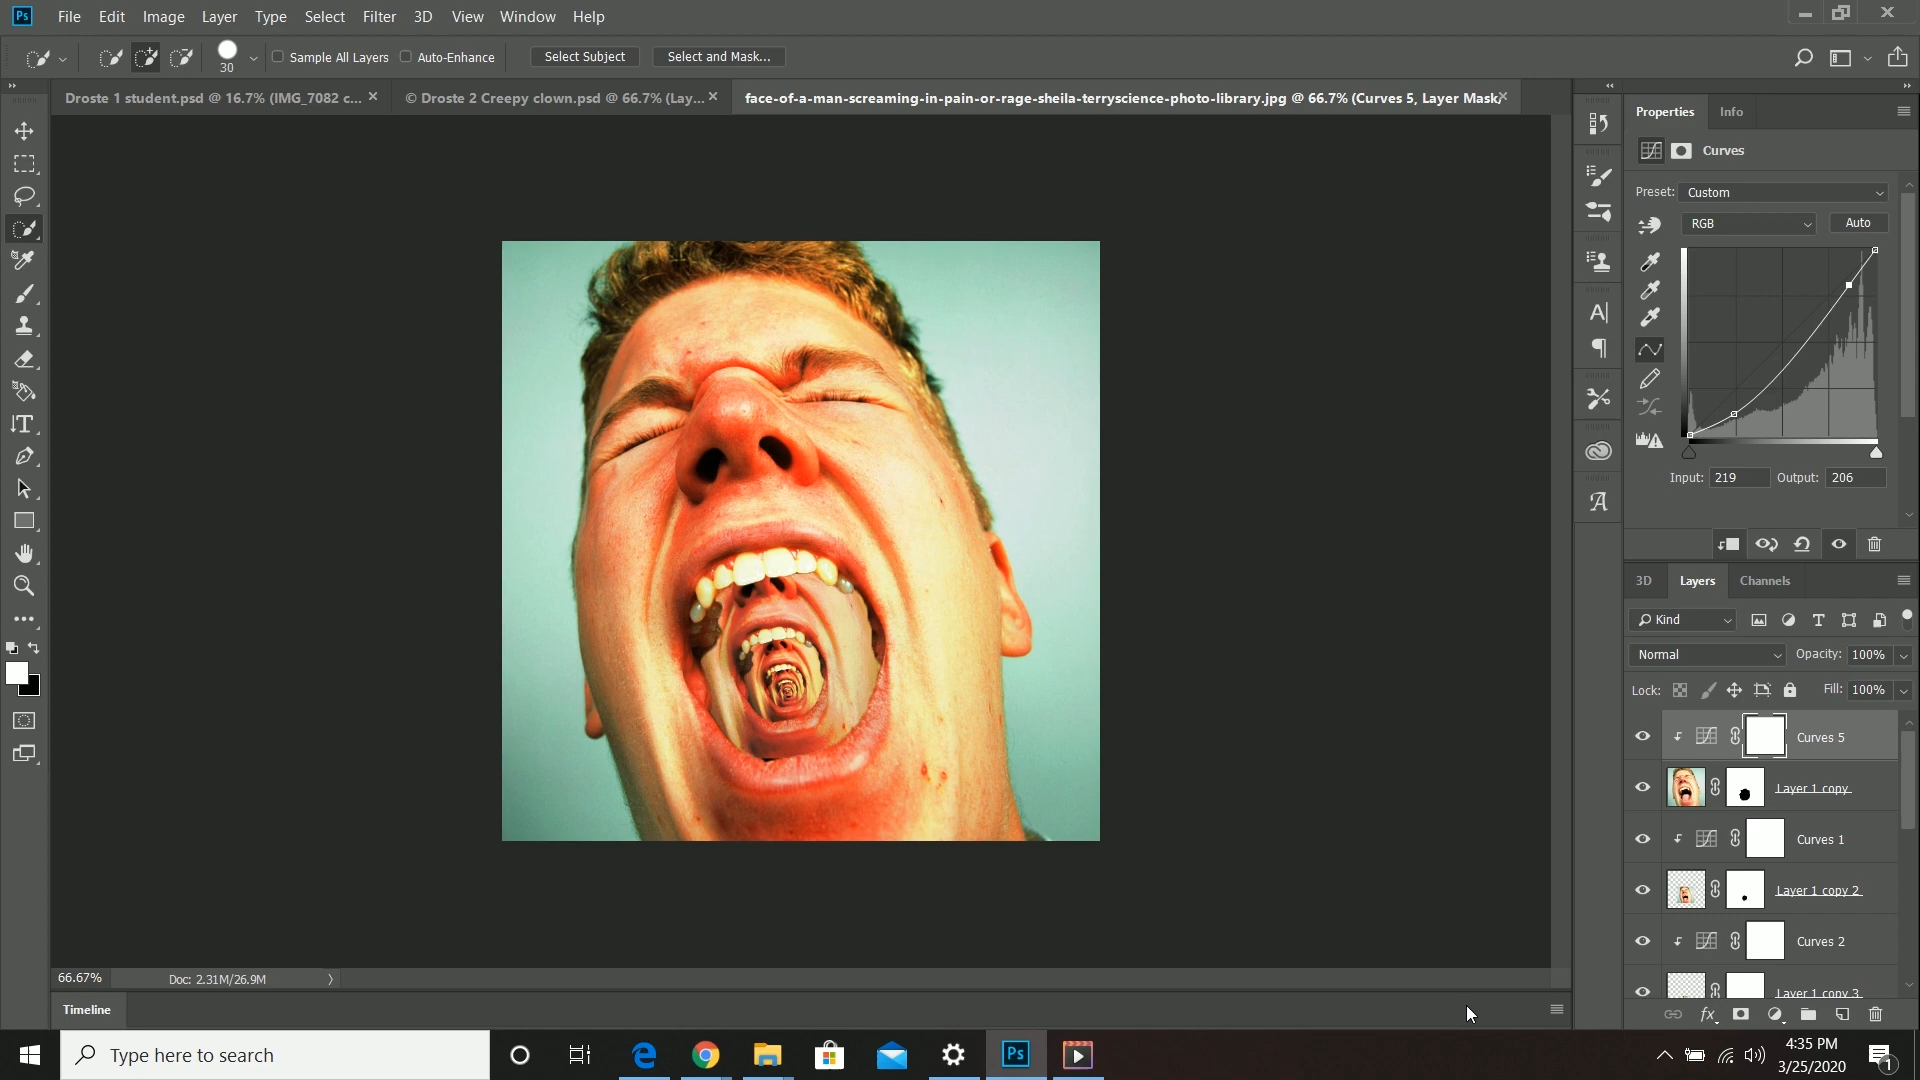 Ps File Edit Image Layer Type Select Filter 3D View Window Help
30 Sample All Layers Auto-Enhance Select Subject Select and Mask...
Droste 1 student.psd @ 16.7% (IMG_7082 c... × © Droste 2 Creepy clown.psd @ 66.7% (Lay... × face-of-a-man-screaming-in-pain-or-rage-sheila-terryscience-photo-library.jpg @ 66.7% (Curves 5, Layer Mask/ ×
Properties Info
Curves
Preset: Custom
RGB Auto
Input: 219 Output: 206
3D Layers Channels
Kind
Normal Opacity: 100%
Lock: Fill: 100%
Curves 5
Layer 1 copy
Curves 1
Layer 1 copy 2
Curves 2
Layer 1 copy 3
fx
66.67% Doc: 2.31M/26.9M
Timeline
Type here to search
Ps
4:35 PM
3/25/2020
1